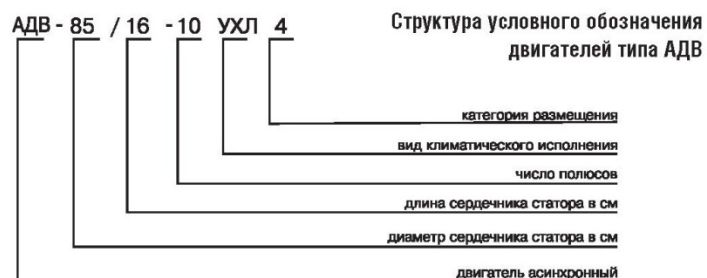 АДВ - 85 / 16 - 10 УХЛ 4
Структура условного обозначения
двигателей типа АДВ
категория размещения
вид климатического исполнения
число полюсов
длина сердечника статора в см
диаметр сердечника статора в см
двигатель асинхронный